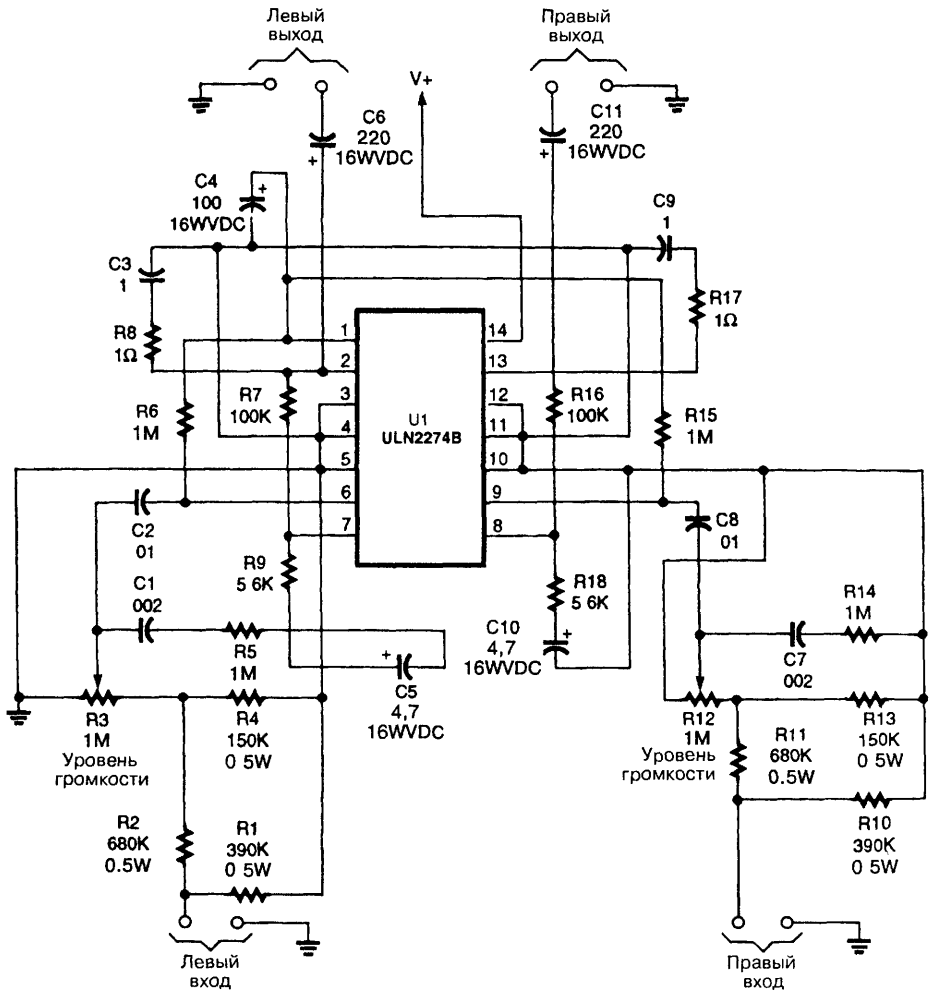 Левый
выход
Правый
выход
V+
C6
220
16WVDC
C11
220
16WVDC
C4
100
16WVDC
C9
1
C3
1
R17
1Ω
R8
1Ω
1
14
2
13
R7
100K
R16
100K
3
12
R6
1M
U1
ULN2274B
R15
1M
4
11
5
10
6
9
7
8
C2
01
C8
01
R9
5 6K
R18
5 6K
C1
002
R14
1M
R5
1M
C10
4,7
16WVDC
C7
002
C5
4,7
16WVDC
R3
1M
R4
150K
0 5W
Уровень
громкости
R12
1M
R11
680K
0.5W
R13
150K
0 5W
Уровень
громкости
R2
680K
0.5W
R1
390K
0 5W
R10
390K
0 5W
Левый
вход
Правый
вход